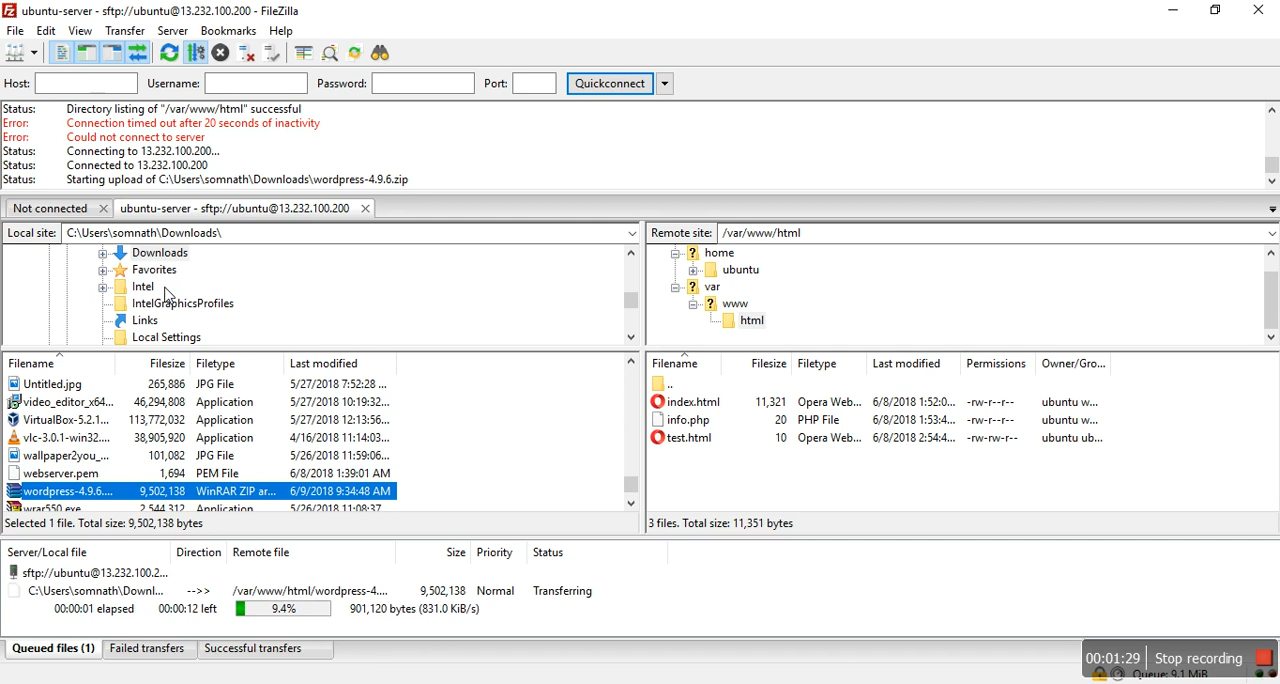 ubuntu-server - sftp://ubuntu@13.232.100.200 - FileZilla
File Edit View Transfer Server Bookmarks Help
Host: Username: Password: Port: Quickconnect
Status: Directory listing of "/var/www/html" successful
Error: Connection timed out after 20 seconds of inactivity
Error: Could not connect to server
Status: Connecting to 13.232.100.200...
Status: Connected to 13.232.100.200
Status: Starting upload of C:\Users\somnath\Downloads\wordpress-4.9.6.zip
Not connected ubuntu-server - sftp://ubuntu@13.232.100.200
Local site: C:\Users\somnath\Downloads\
Downloads
Favorites
Intel
IntelGraphicsProfiles
Links
Local Settings
Remote site: /var/www/html
home
ubuntu
var
www
html
Filename Filesize Filetype Last modified
Untitled.jpg 265,886 JPG File 5/27/2018 7:52:28 ...
video_editor_x64... 46,294,808 Application 5/27/2018 10:19:32...
VirtualBox-5.2.1... 113,772,032 Application 5/27/2018 12:13:56...
vlc-3.0.1-win32.... 38,905,920 Application 4/16/2018 11:14:03...
wallpaper2you_... 101,082 JPG File 5/26/2018 11:59:06...
webserver.pem 1,694 PEM File 6/8/2018 1:39:01 AM
wordpress-4.9.6.... 9,502,138 WinRAR ZIP ar... 6/9/2018 9:34:48 AM
wrar550.exe 2,544,312 Application 5/26/2018 11:08:37
Selected 1 file. Total size: 9,502,138 bytes
Filename Filesize Filetype Last modified Permissions Owner/Gro...
..
index.html 11,321 Opera Web... 6/8/2018 1:52:0... -rw-r--r-- ubuntu w...
info.php 20 PHP File 6/8/2018 1:53:4... -rw-r--r-- ubuntu w...
test.html 10 Opera Web... 6/8/2018 2:54:4... -rw-rw-r-- ubuntu ub...
3 files. Total size: 11,351 bytes
Server/Local file Direction Remote file Size Priority Status
sftp://ubuntu@13.232.100.2...
C:\Users\somnath\Downl... -->> /var/www/html/wordpress-4.... 9,502,138 Normal Transferring
00:00:01 elapsed 00:00:12 left 9.4% 901,120 bytes (831.0 KiB/s)
Queued files (1) Failed transfers Successful transfers
00:01:29 Stop recording
Queue: 9.1 MiB